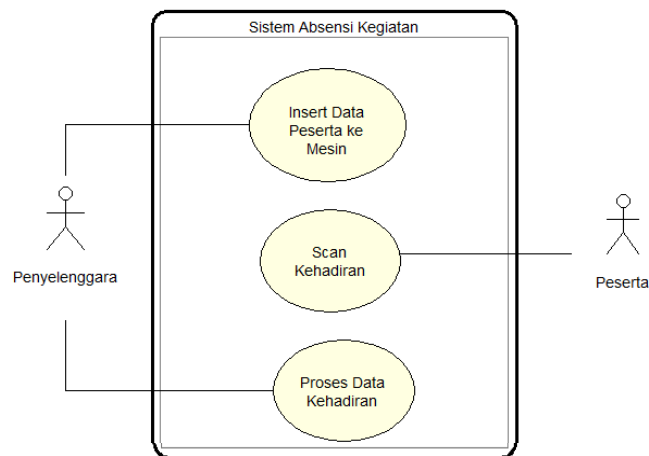 Sistem Absensi Kegiatan
Insert Data
Peserta ke
Mesin
Penyelenggara
Scan
Kehadiran
Peserta
Proses Data
Kehadiran